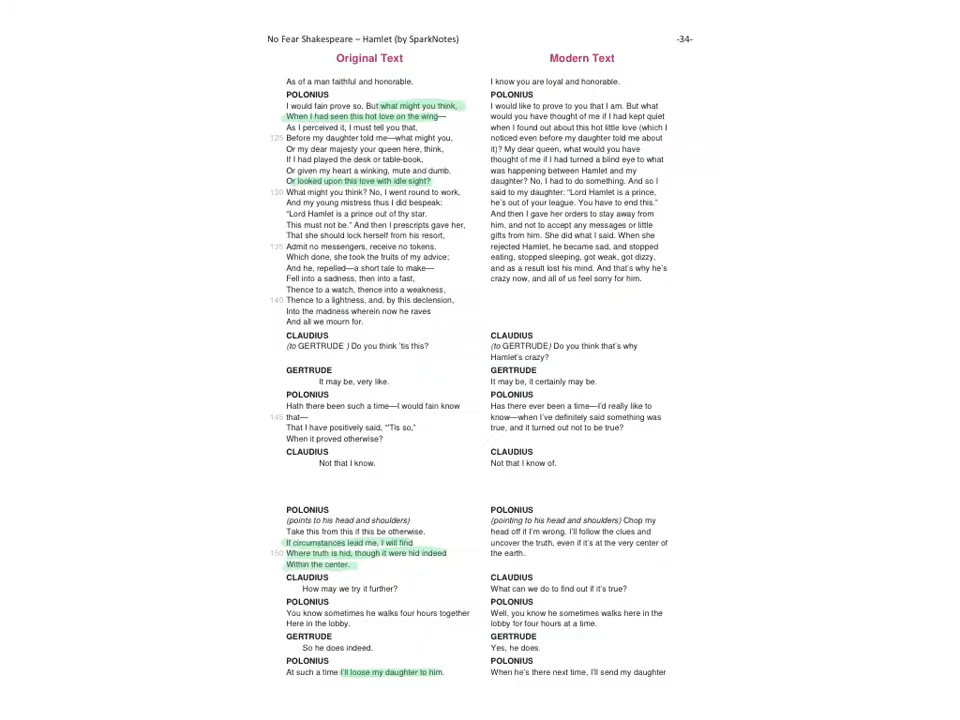 No Fear Shakespeare – Hamlet (by SparkNotes) -34-
Original Text
As of a man faithful and honorable.
POLONIUS
I would fain prove so. But what might you think,
When I had seen this hot love on the wing—
As I perceived it, I must tell you that,
125 Before my daughter told me—what might you,
Or my dear majesty your queen here, think,
If I had played the desk or table-book,
Or given my heart a winking, mute and dumb,
Or looked upon this love with idle sight?
130 What might you think? No, I went round to work,
And my young mistress thus I did bespeak:
“Lord Hamlet is a prince out of thy star.
This must not be.” And then I prescripts gave her,
That she should lock herself from his resort,
135 Admit no messengers, receive no tokens.
Which done, she took the fruits of my advice;
And he, repelled—a short tale to make—
Fell into a sadness, then into a fast,
Thence to a watch, thence into a weakness,
140 Thence to a lightness, and, by this declension,
Into the madness wherein now he raves
And all we mourn for.
CLAUDIUS
(to GERTRUDE ) Do you think ’tis this?
GERTRUDE
It may be, very like.
POLONIUS
Hath there been such a time—I would fain know
145 that—
That I have positively said, “’Tis so,”
When it proved otherwise?
CLAUDIUS
Not that I know.
POLONIUS
(points to his head and shoulders)
Take this from this if this be otherwise.
If circumstances lead me, I will find
150 Where truth is hid, though it were hid indeed
Within the center.
CLAUDIUS
How may we try it further?
POLONIUS
You know sometimes he walks four hours together
Here in the lobby.
GERTRUDE
So he does indeed.
POLONIUS
At such a time I’ll loose my daughter to him.
Modern Text
I know you are loyal and honorable.
POLONIUS
I would like to prove to you that I am. But what
would you have thought of me if I had kept quiet
when I found out about this hot little love (which I
noticed even before my daughter told me about
it)? My dear queen, what would you have
thought of me if I had turned a blind eye to what
was happening between Hamlet and my
daughter? No, I had to do something. And so I
said to my daughter: “Lord Hamlet is a prince,
he’s out of your league. You have to end this.”
And then I gave her orders to stay away from
him, and not to accept any messages or little
gifts from him. She did what I said. When she
rejected Hamlet, he became sad, and stopped
eating, stopped sleeping, got weak, got dizzy,
and as a result lost his mind. And that’s why he’s
crazy now, and all of us feel sorry for him.
CLAUDIUS
(to GERTRUDE) Do you think that’s why
Hamlet’s crazy?
GERTRUDE
It may be, it certainly may be.
POLONIUS
Has there ever been a time—I’d really like to
know—when I’ve definitely said something was
true, and it turned out not to be true?
CLAUDIUS
Not that I know of.
POLONIUS
(pointing to his head and shoulders) Chop my
head off if I’m wrong. I’ll follow the clues and
uncover the truth, even if it’s at the very center of
the earth.
CLAUDIUS
What can we do to find out if it’s true?
POLONIUS
Well, you know he sometimes walks here in the
lobby for four hours at a time.
GERTRUDE
Yes, he does.
POLONIUS
When he’s there next time, I’ll send my daughter